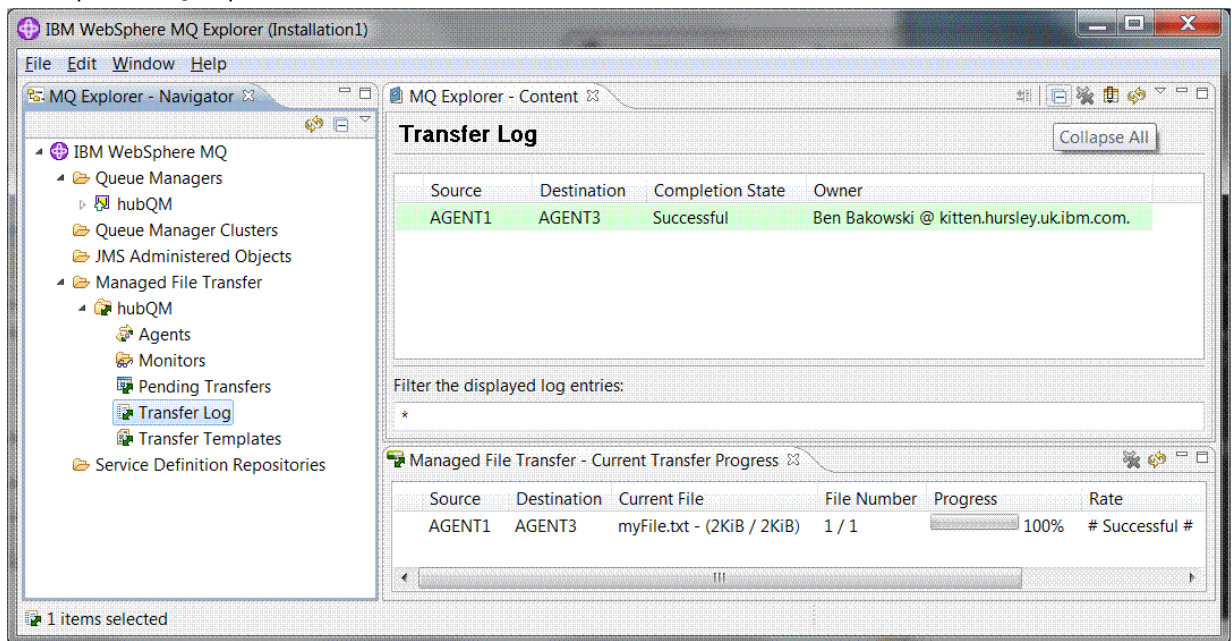 IBM WebSphere MQ Explorer (Installation1)
File Edit Window Help
MQ Explorer - Navigator
IBM WebSphere MQ
Queue Managers
hubQM
Queue Manager Clusters
JMS Administered Objects
Managed File Transfer
hubQM
Agents
Monitors
Pending Transfers
Transfer Log
Transfer Templates
Service Definition Repositories
MQ Explorer - Content
Transfer Log
Collapse All
Source Destination Completion State Owner
AGENT1 AGENT3 Successful Ben Bakowski @ kitten.hursley.uk.ibm.com.
Filter the displayed log entries:
*
Managed File Transfer - Current Transfer Progress
Source Destination Current File File Number Progress Rate
AGENT1 AGENT3 myFile.txt - (2KiB / 2KiB) 1 / 1 100% # Successful #
1 items selected